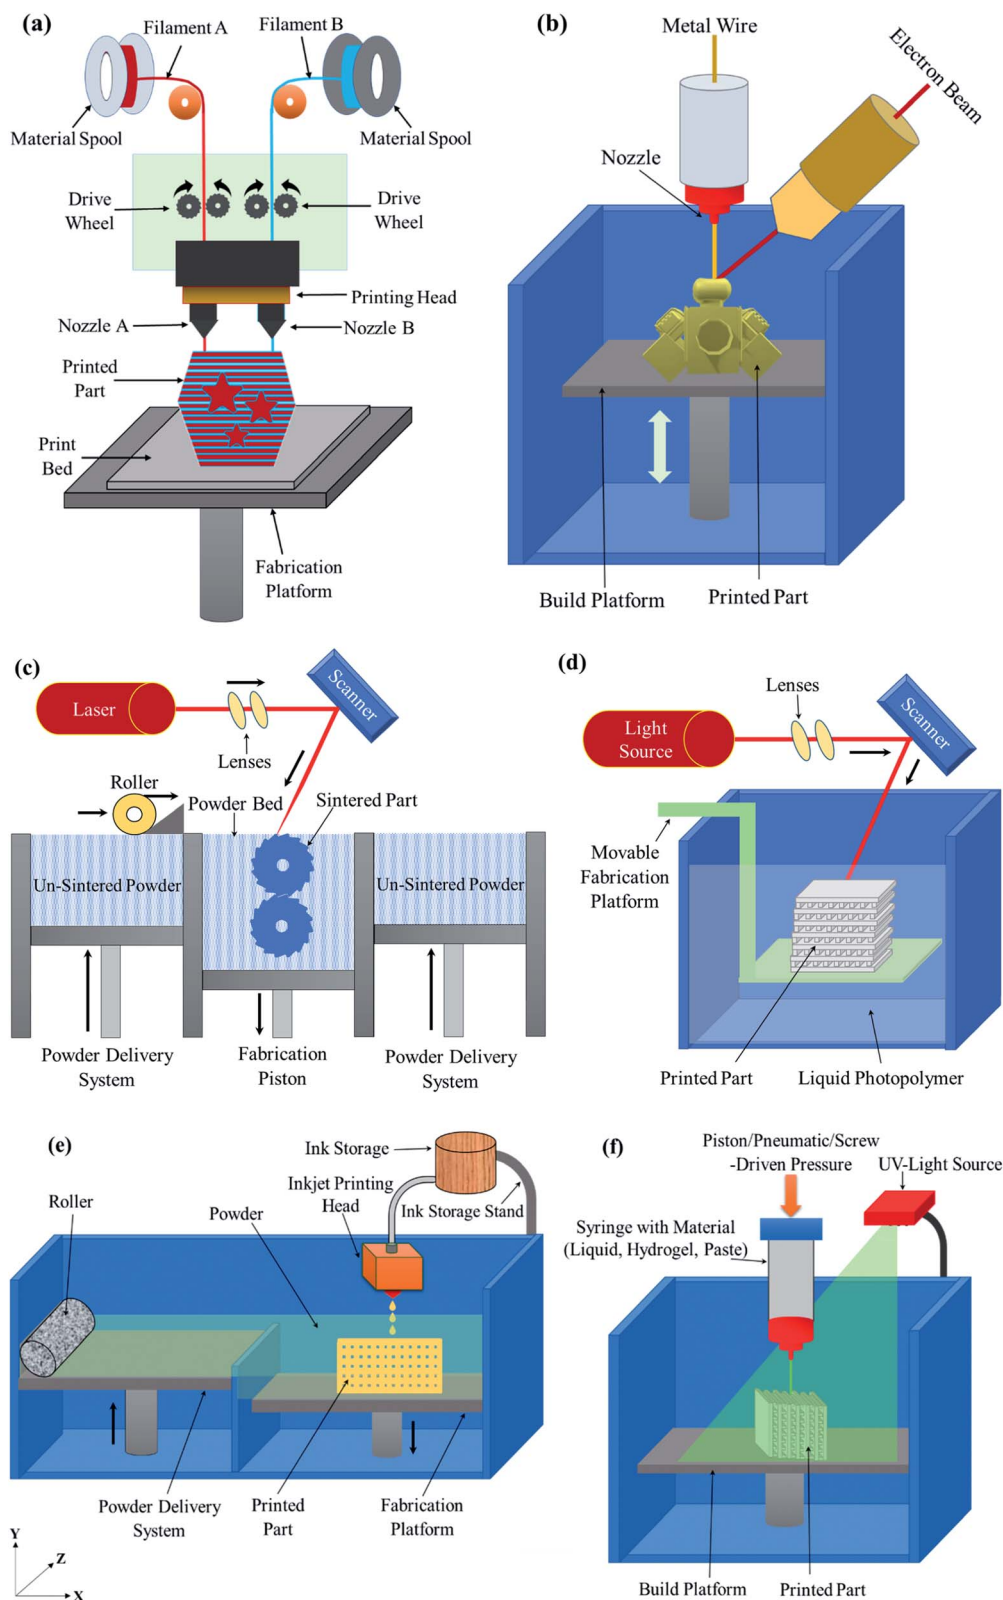 (a)
Filament A
Filament B
Material Spool
Material Spool
Drive
Wheel
Drive
Wheel
Printing Head
Nozzle A
Nozzle B
Printed
Part
Print
Bed
Fabrication
Platform
(b)
Metal Wire
Electron Beam
Nozzle
Build Platform
Printed Part
(c)
Laser
Scanner
Lenses
Roller
Powder Bed
Sintered Part
Un-Sintered Powder
Un-Sintered Powder
Powder Delivery
System
Fabrication
Piston
Powder Delivery
System
(d)
Lenses
Light
Source
Scanner
Movable
Fabrication
Platform
Printed Part
Liquid Photopolymer
(e)
Ink Storage
Inkjet Printing
Head
Ink Storage Stand
Roller
Powder
Powder Delivery
System
Printed
Part
Fabrication
Platform
Y
Z
X
(f)
Piston/Pneumatic/Screw
-Driven Pressure
UV-Light Source
Syringe with Material
(Liquid, Hydrogel, Paste)
Build Platform
Printed Part